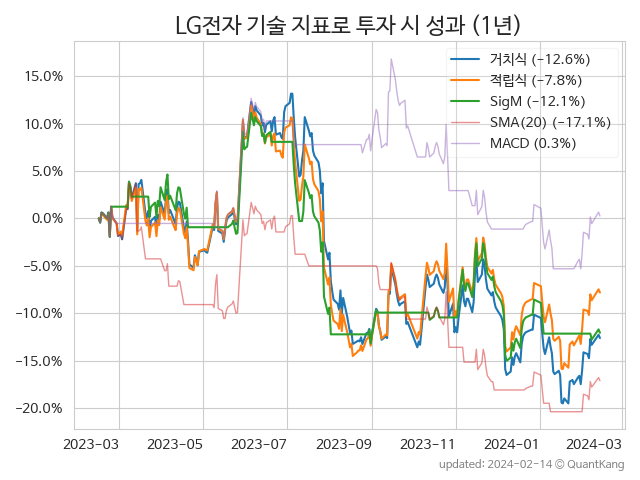 LG전자 기술 지표로 투자 시 성과 (1년)
거치식 (−12.6%)
적립식 (−7.8%)
SigM (−12.1%)
SMA(20) (−17.1%)
MACD (0.3%)
15.0%
10.0%
5.0%
0.0%
−5.0%
−10.0%
−15.0%
−20.0%
2023-03 2023-05 2023-07 2023-09 2023-11 2024-01 2024-03
updated: 2024-02-14 © QuantKang